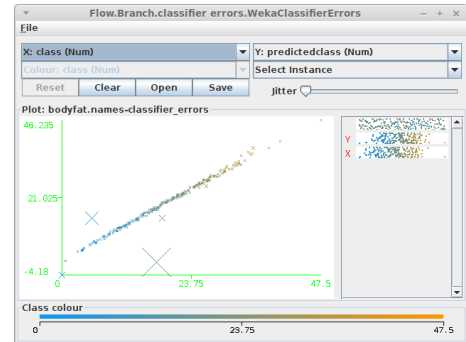 Flow.Branch.classifier errors.WekaClassifierErrors
File
X: class (Num)
Y: predictedclass (Num)
Colour: class (Num)
Select Instance
Reset
Clear
Open
Save
Jitter
Plot: bodyfat.names-classifier_errors
46.235
21.025
-4.18
0
23.75
47.5
Y
X
Class colour
0
23.75
47.5